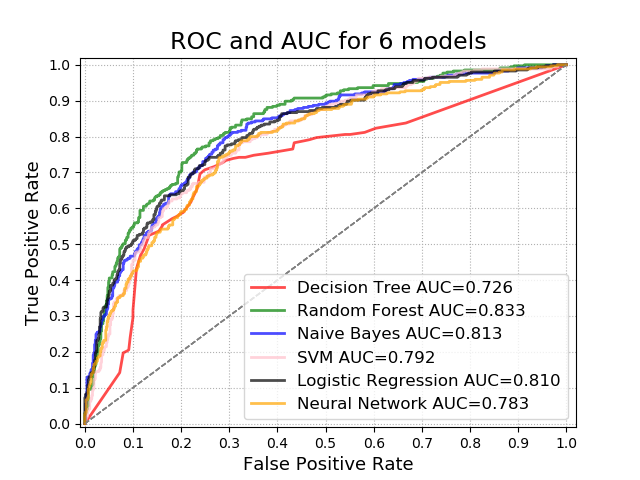 ROC and AUC for 6 models
True Positive Rate
1.0
0.9
0.8
0.7
0.6
0.5
0.4
0.3
0.2
0.1
0.0
Decision Tree AUC=0.726
Random Forest AUC=0.833
Naive Bayes AUC=0.813
SVM AUC=0.792
Logistic Regression AUC=0.810
Neural Network AUC=0.783
0.0 0.1 0.2 0.3 0.4 0.5 0.6 0.7 0.8 0.9 1.0
False Positive Rate